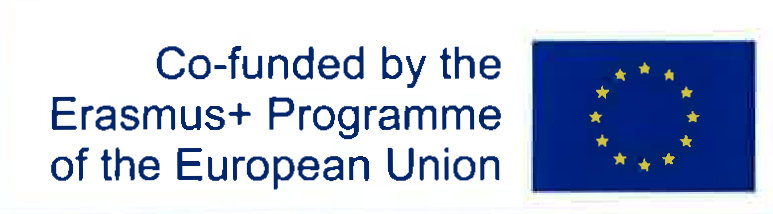 Co-funded by the
Erasmus+ Programme
of the European Union